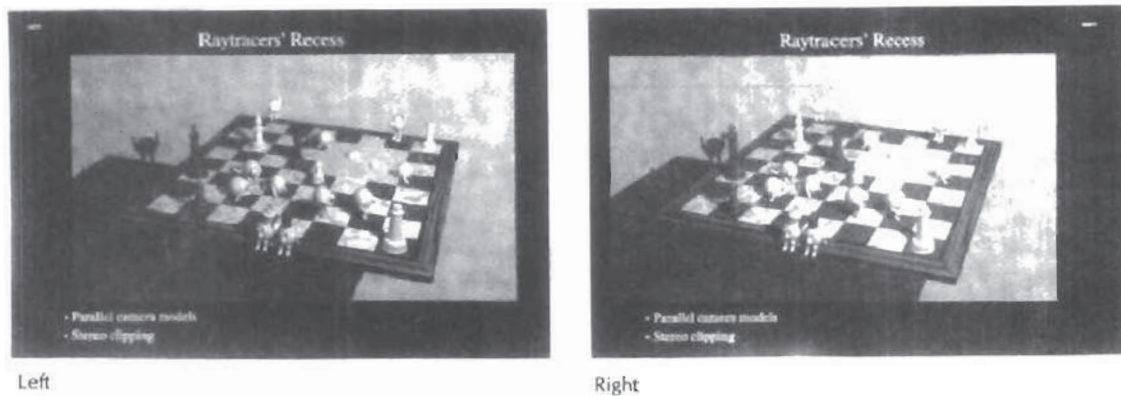 Raytracers' Recess
- Parallel camera models
- Stereo clipping
Left
Raytracers' Recess
- Parallel camera models
- Stereo clipping
Right